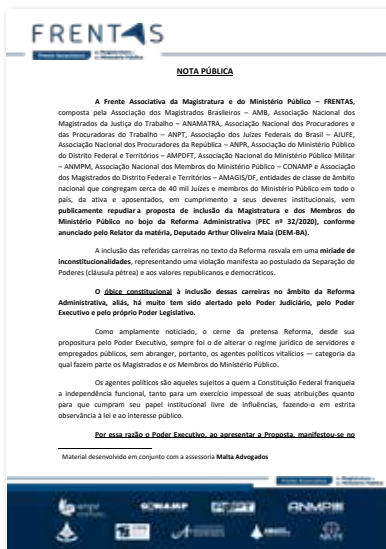 FRENTAS
NOTA PÚBLICA
A Frente Associativa da Magistratura e do Ministério Público – FRENTAS,
composta pela Associação dos Magistrados Brasileiros – AMB, Associação Nacional dos
Magistrados da Justiça do Trabalho – ANAMATRA, Associação Nacional dos Procuradores e
das Procuradoras do Trabalho – ANPT, Associação dos Juízes Federais do Brasil – AJUFE,
Associação Nacional dos Procuradores da República – ANPR, Associação do Ministério Público
do Distrito Federal e Territórios – AMPDFT, Associação Nacional do Ministério Público Militar
– ANMPM, Associação Nacional dos Membros do Ministério Público – CONAMP e Associação
dos Magistrados do Distrito Federal e Territórios – AMAGIS/DF, entidades de classe de âmbito
nacional que congregam cerca de 40 mil Juízes e membros do Ministério Público em todo o
país, da ativa e aposentados, em cumprimento a seus deveres institucionais, vem
publicamente repudiar a proposta de inclusão da Magistratura e dos Membros do
Ministério Público no bojo da Reforma Administrativa (PEC nº 32/2020), conforme
anunciado pelo Relator da matéria, Deputado Arthur Oliveira Maia (DEM-BA).
A inclusão das referidas carreiras no texto da Reforma resvala em uma miríade de
inconstitucionalidades, representando uma violação manifesta ao postulado da Separação de
Poderes (cláusula pétrea) e aos valores republicanos e democráticos.
O óbice constitucional à inclusão dessas carreiras no âmbito da Reforma
Administrativa, aliás, há muito tem sido alertado pelo Poder Judiciário, pelo Poder
Executivo e pelo próprio Poder Legislativo.
Como amplamente noticiado, o cerne da pretensa Reforma, desde sua
propositura pelo Poder Executivo, sempre foi o de alterar o regime jurídico de servidores e
empregados públicos, sem abranger, portanto, os agentes políticos vitalícios — categoria da
qual fazem parte os Magistrados e os Membros do Ministério Público.
Os agentes políticos são aqueles sujeitos a quem a Constituição Federal franqueia
a independência funcional, tanto para um exercício impessoal de suas atribuições quanto
para que cumpram seu papel institucional livre de influências, fazendo-o em estrita
observância à lei e ao interesse público.
Por essa razão o Poder Executivo, ao apresentar a Proposta, manifestou-se no
Material desenvolvido em conjunto com a assessoria Malta Advogados
CONAMP
ANMPM